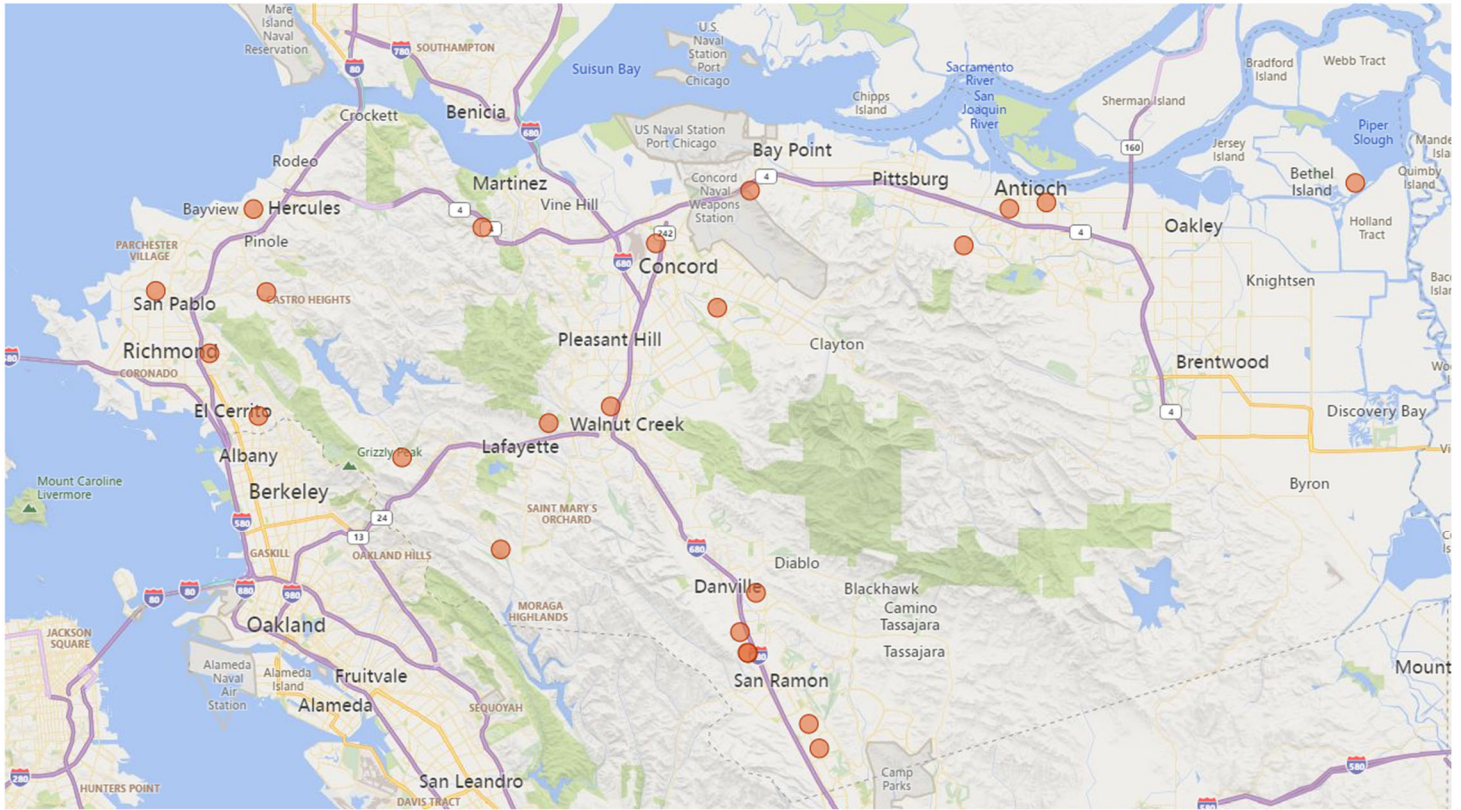 Mare
Island
Naval
Reservation
780
SOUTHAMPTON
80
Suisun Bay
U.S.
Naval
Station
Port
Chicago
Sacramento
River
San
Joaquin
River
Chipps
Island
Sherman Island
Bradford
Island
Webb Tract
Crockett
Benicia
680
US Naval Station
Port Chicago
Bay Point
160
Jersey
Island
Piper
Slough
Rodeo
Martinez
Vine Hill
Concord
Naval
Weapons
Station
4
Pittsburg
Antioch
Bethel
Island
Quimby
Island
Bayview
Hercules
4
4
Holland
Tract
Oakley
PARCHESTER
VILLAGE
Pinole
242
680
Concord
Knightsen
San Pablo
CASTRO HEIGHTS
Pleasant Hill
Clayton
Richmond
CORONADO
Brentwood
El Cerrito
Walnut Creek
4
Discovery Bay
Albany
Grizzly Peak
Lafayette
Mount Caroline
Livermore
Berkeley
SAINT MARY'S
ORCHARD
Byron
580
24
13
GASKILL
OAKLAND HILLS
680
Diablo
Danville
Blackhawk
80
80
880
980
Camino
Tassajara
MORAGA
HIGHLANDS
Oakland
JACKSON
SQUARE
Tassajara
Alameda
Naval
Air
Station
Alameda
Island
Fruitvale
San Ramon
Mount
Alameda
SEQUOYAH
280
HUNTERS POINT
San Leandro
DAVIS TRACT
Camp
Parks
580
580